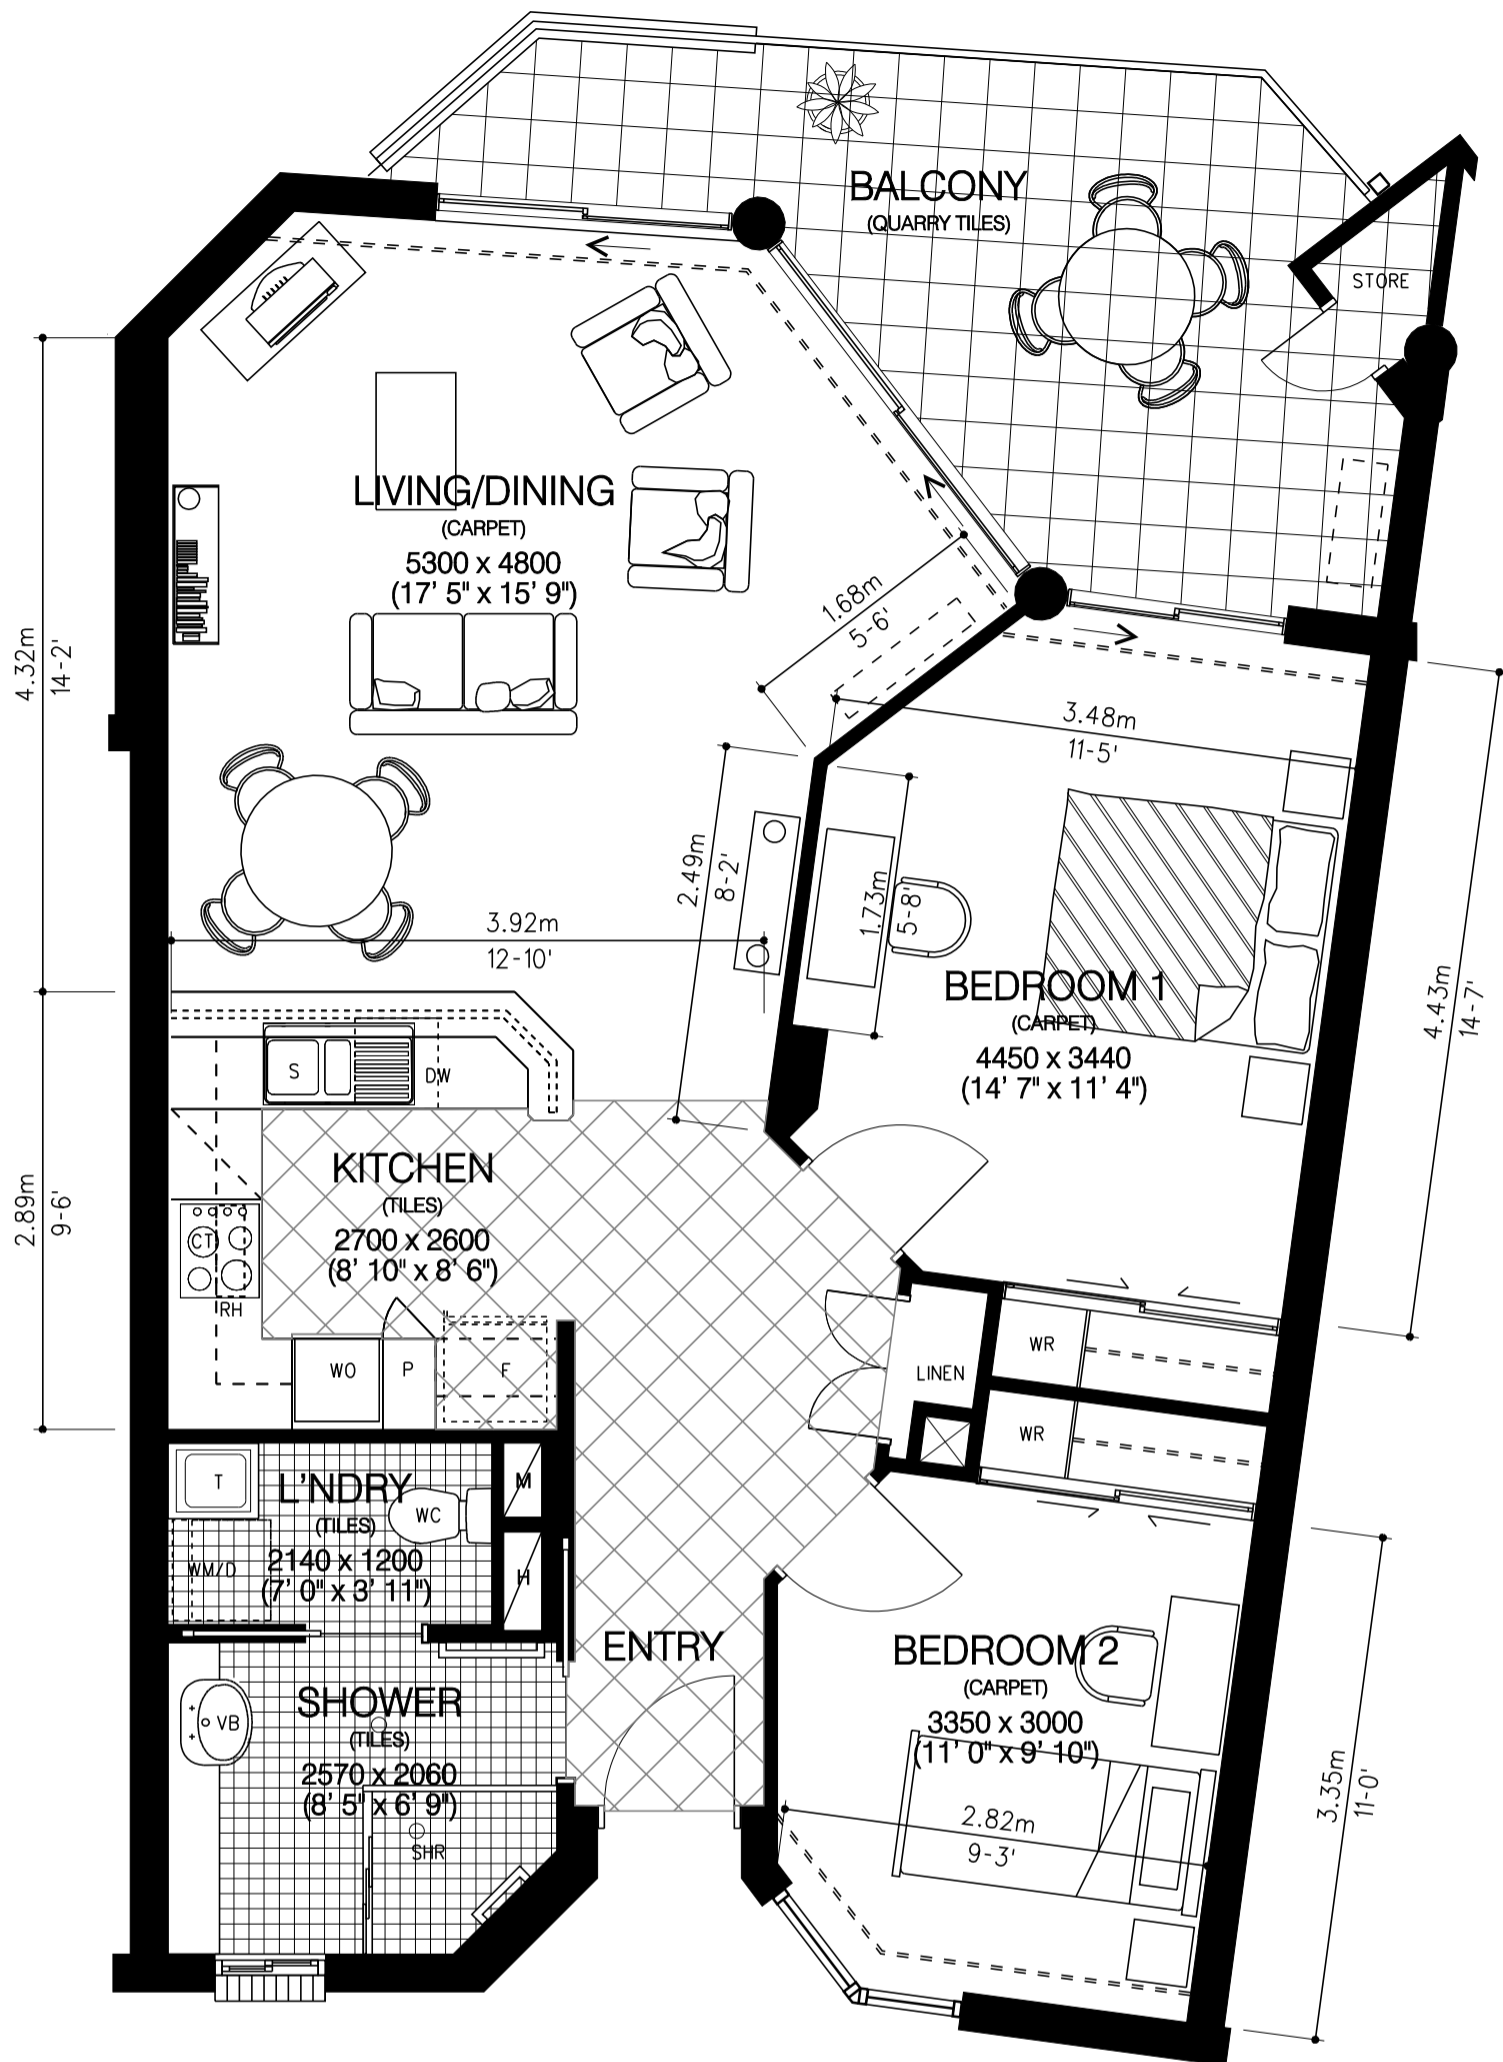 BALCONY
(QUARRY TILES)
STORE
LIVING/DINING
(CARPET)
5300 x 4800
(17' 5" x 15' 9")
1.68m
5-6'
4.32m
14-2'
3.48m
11-5'
2.49m
8-2'
1.73m
5-8'
3.92m
12-10'
BEDROOM 1
(CARPET)
4450 x 3440
(14' 7" x 11' 4")
4.43m
14-7'
S
DW
KITCHEN
(TILES)
2700 x 2600
(8' 10" x 8' 6")
2.89m
9-6'
CT
RH
WO
P
F
LINEN
WR
WR
T
L'NDRY
(TILES)
2140 x 1200
(7' 0" x 3' 11")
WC
WM/D
M
H
ENTRY
BEDROOM 2
(CARPET)
3350 x 3000
(11' 0" x 9' 10")
2.82m
9-3'
3.35m
11-0'
SHOWER
(TILES)
2570 x 2060
(8' 5" x 6' 9")
VB
SHR